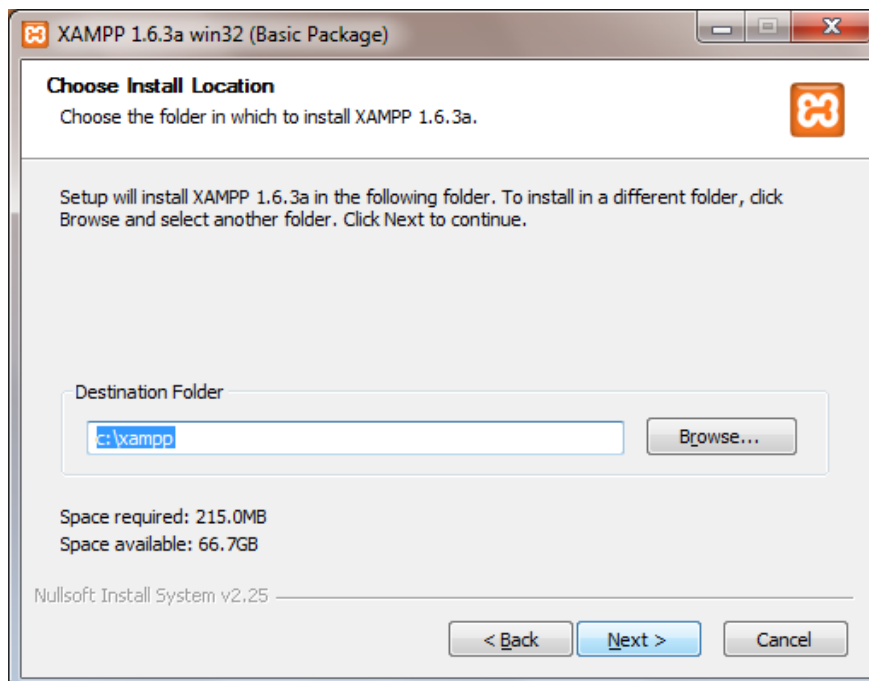 XAMPP 1.6.3a win32 (Basic Package)
Choose Install Location
Choose the folder in which to install XAMPP 1.6.3a.
Setup will install XAMPP 1.6.3a in the following folder. To install in a different folder, click
Browse and select another folder. Click Next to continue.
Destination Folder
c:\xampp
Browse...
Space required: 215.0MB
Space available: 66.7GB
Nullsoft Install System v2.25
< Back
Next >
Cancel